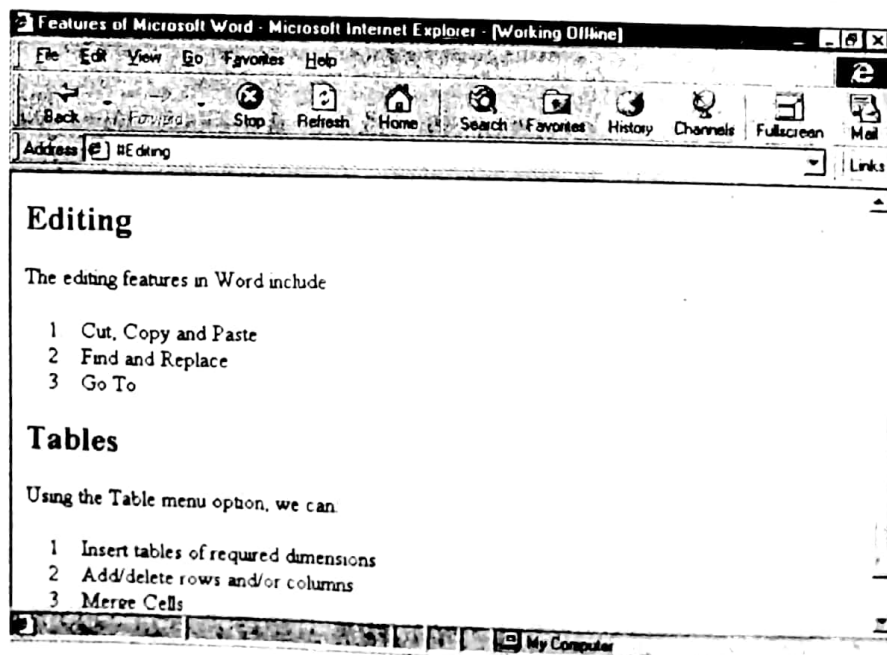 Features of Microsoft Word - Microsoft Internet Explorer - [Working Offline]
File Edit View Go Favorites Help
Back Forward Stop Refresh Home Search Favorites History Channels Fullscreen Mail
Address #Editing Links
Editing
The editing features in Word include
1 Cut, Copy and Paste
2 Find and Replace
3 Go To
Tables
Using the Table menu option, we can
1 Insert tables of required dimensions
2 Add/delete rows and/or columns
3 Merge Cells
My Computer